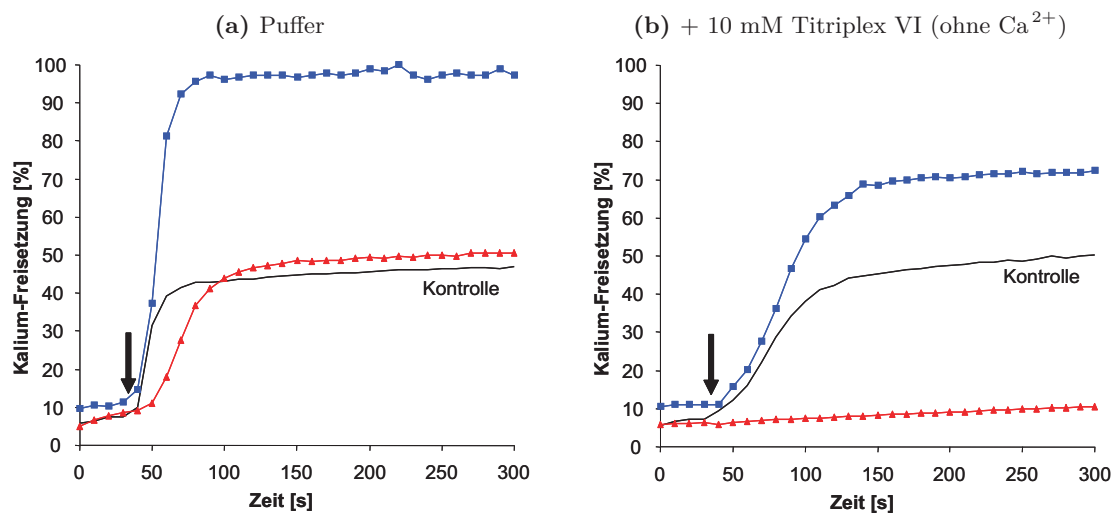 (a) Puffer
Kalium-Freisetzung [%]
100
90
80
70
60
50
40
30
20
10
0
Kontrolle
0 50 100 150 200 250 300
Zeit [s]
(b) + 10 mM Titriplex VI (ohne Ca²⁺)
Kalium-Freisetzung [%]
100
90
80
70
60
50
40
30
20
10
0
Kontrolle
0 50 100 150 200 250 300
Zeit [s]